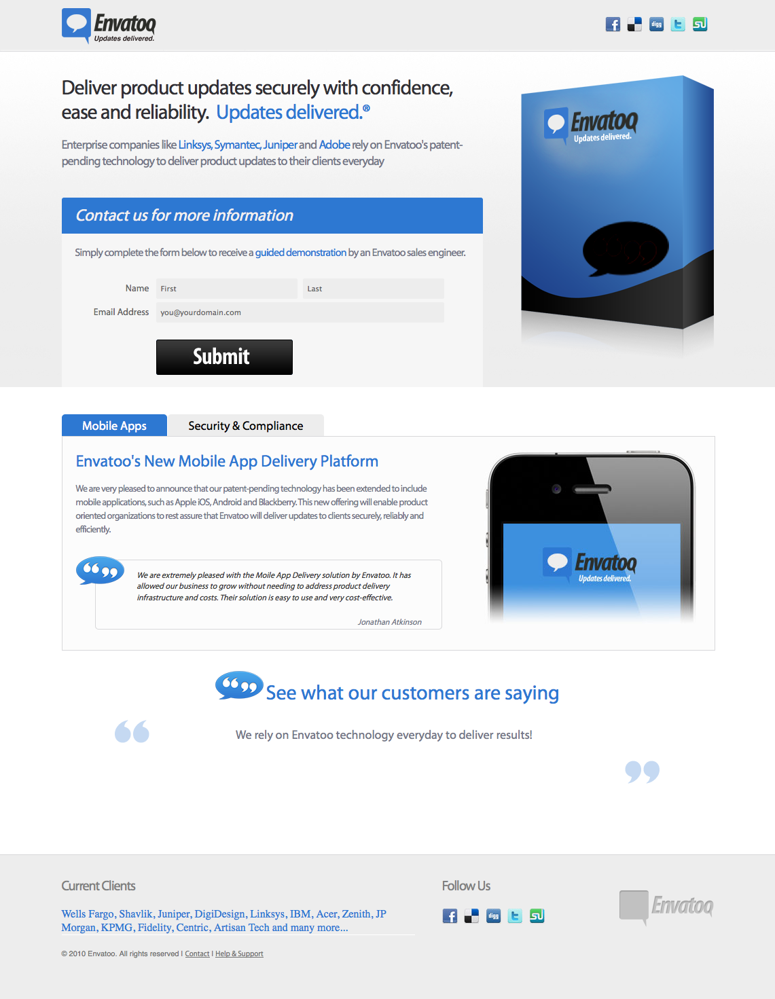 Envatoo
Updates delivered.
digg
Deliver product updates securely with confidence,
ease and reliability. Updates delivered.®
Enterprise companies like Linksys, Symantec, Juniper and Adobe rely on Envatoo's patent-
pending technology to deliver product updates to their clients everyday
Envatoo
Updates delivered.
Contact us for more information
Simply complete the form below to receive a guided demonstration by an Envatoo sales engineer.
Name First Last
Email Address you@yourdomain.com
Submit
Mobile Apps Security & Compliance
Envatoo's New Mobile App Delivery Platform
We are very pleased to announce that our patent-pending technology has been extended to include
mobile applications, such as Apple iOS, Android and Blackberry. This new offering will enable product
oriented organizations to rest assure that Envatoo will deliver updates to clients securely, reliably and
efficiently.
We are extremely pleased with the Moile App Delivery solution by Envatoo. It has
allowed our business to grow without needing to address product delivery
infrastructure and costs. Their solution is easy to use and very cost-effective.
Jonathan Atkinson
Envatoo
Updates delivered.
See what our customers are saying
We rely on Envatoo technology everyday to deliver results!
Current Clients
Wells Fargo, Shavlik, Juniper, DigiDesign, Linksys, IBM, Acer, Zenith, JP
Morgan, KPMG, Fidelity, Centric, Artisan Tech and many more...
© 2010 Envatoo. All rights reserved | Contact | Help & Support
Follow Us
digg
Envatoo